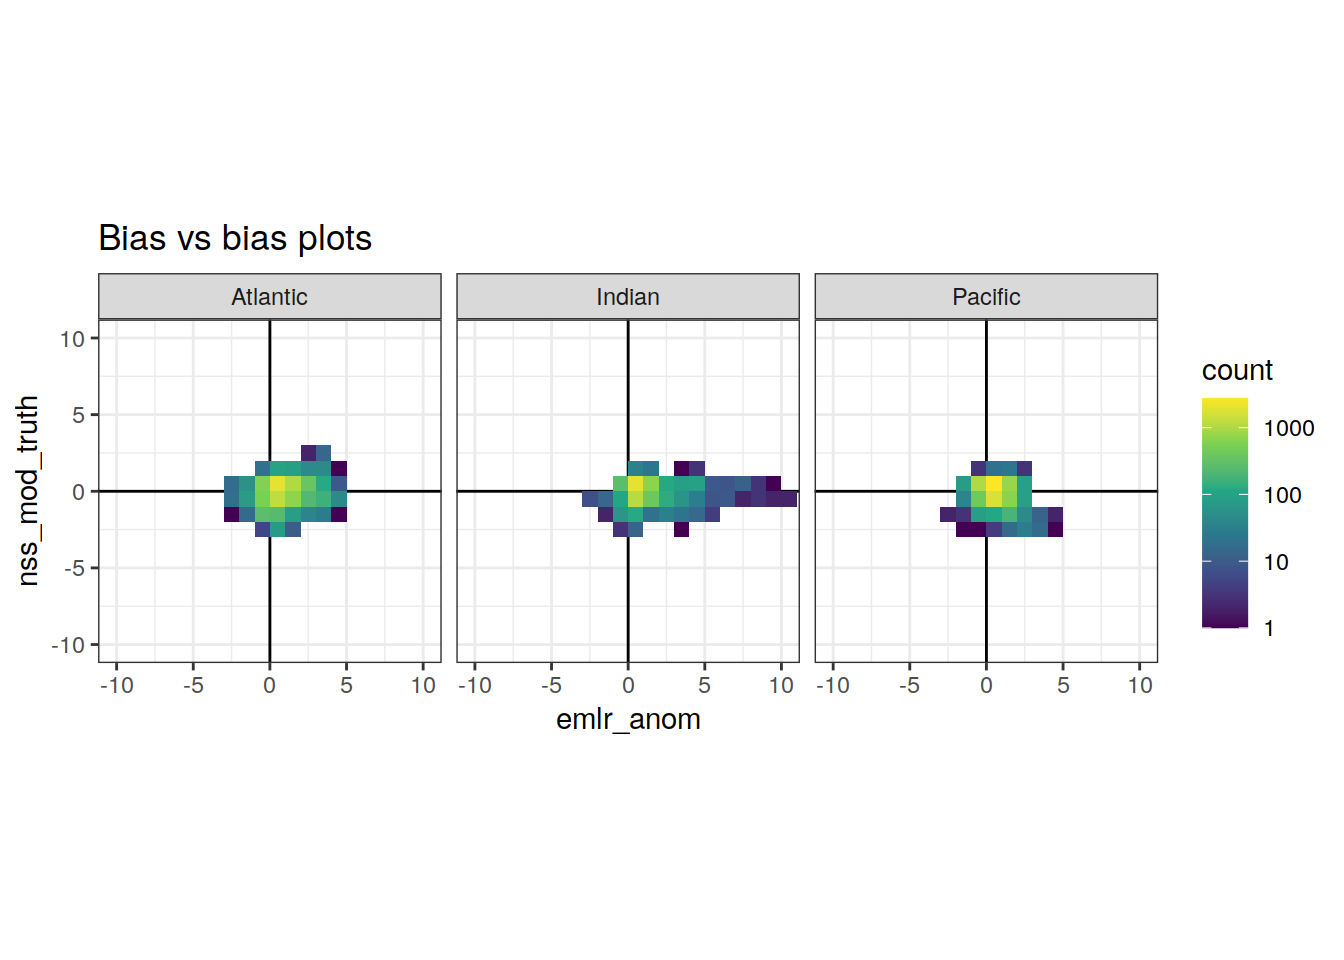 Bias vs bias plots
Atlantic Indian Pacific
10
5
0
-5
-10
nss_mod_truth
-10 -5 0 5 10 -10 -5 0 5 10 -10 -5 0 5 10
emlr_anom
count
1000
100
10
1